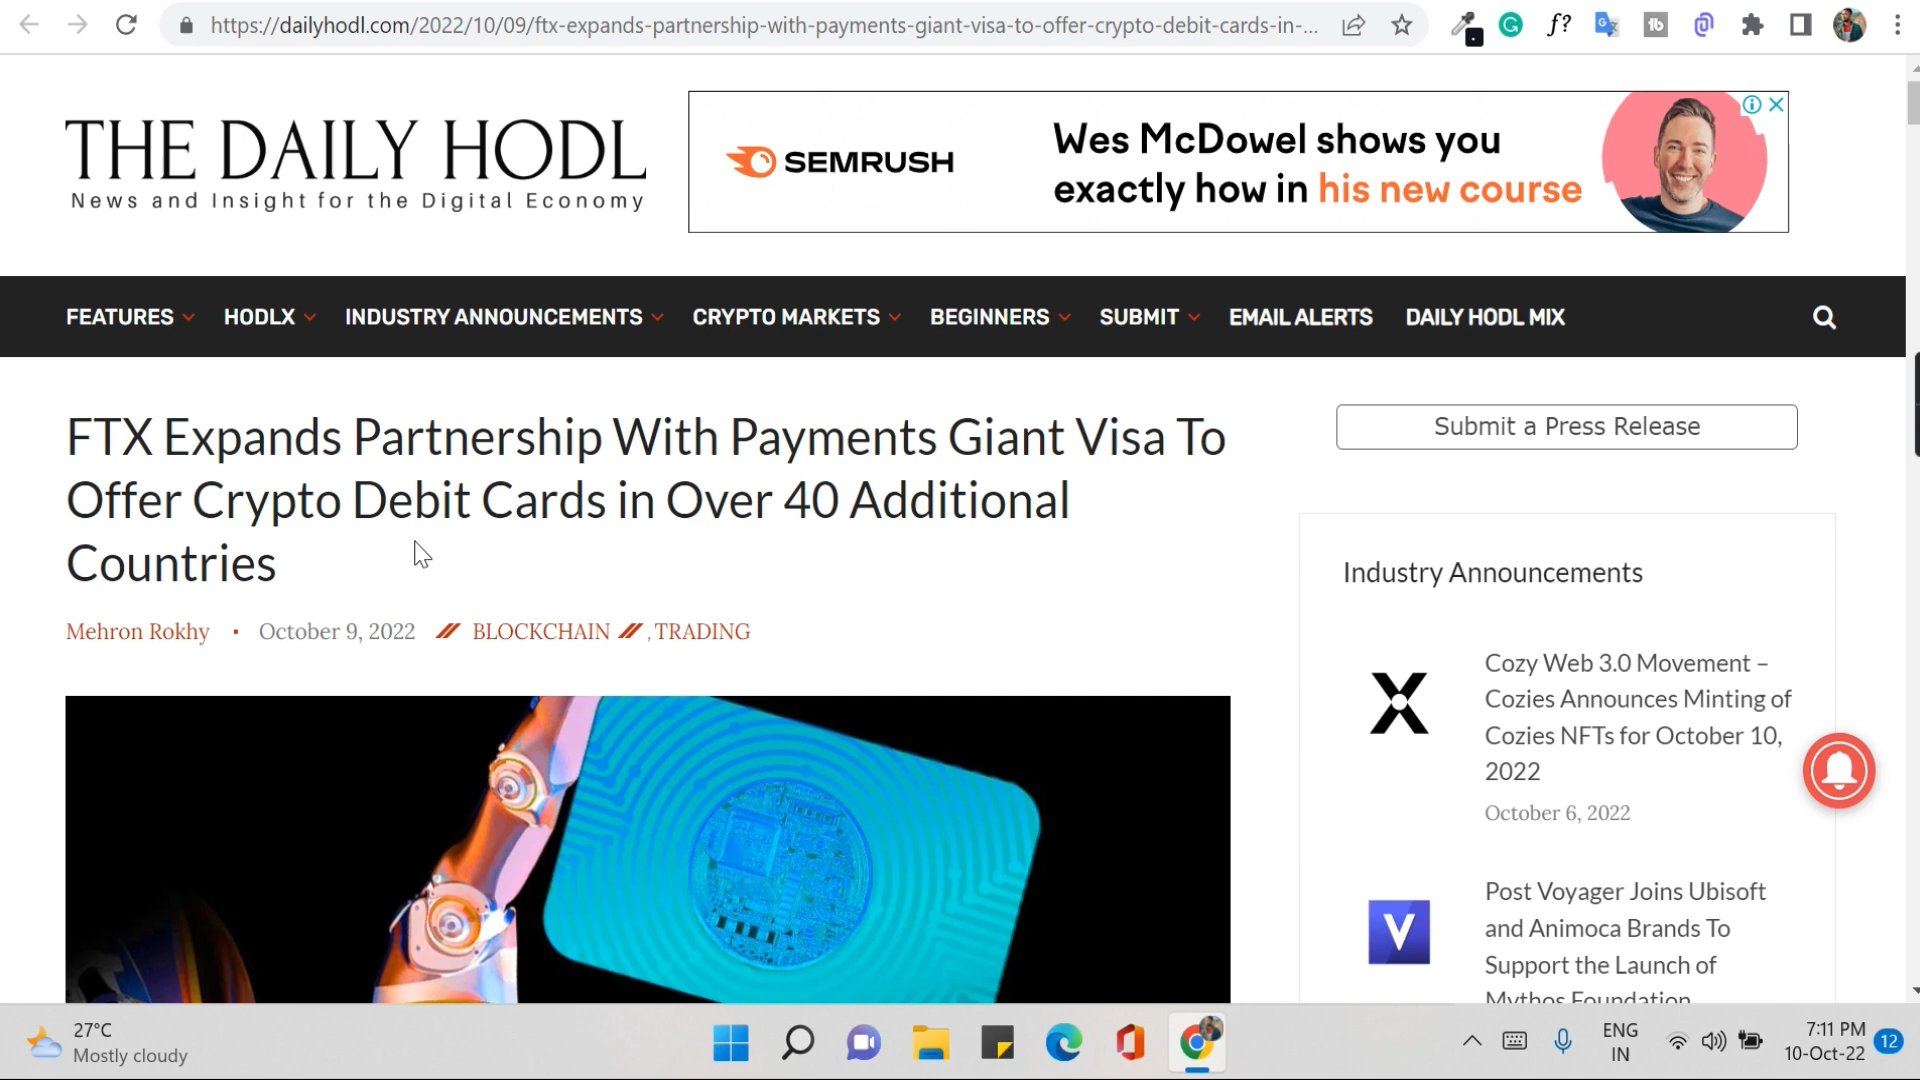 https://dailyhodl.com/2022/10/09/ftx-expands-partnership-with-payments-giant-visa-to-offer-crypto-debit-cards-in-...
THE DAILY HODL
News and Insight for the Digital Economy
SEMRUSH
Wes McDowel shows you
exactly how in his new course
FEATURES HODLX INDUSTRY ANNOUNCEMENTS CRYPTO MARKETS BEGINNERS SUBMIT EMAIL ALERTS DAILY HODL MIX
FTX Expands Partnership With Payments Giant Visa To
Offer Crypto Debit Cards in Over 40 Additional
Countries
Mehron Rokhy · October 9, 2022 BLOCKCHAIN , TRADING
Submit a Press Release
Industry Announcements
Cozy Web 3.0 Movement –
Cozies Announces Minting of
Cozies NFTs for October 10,
2022
October 6, 2022
V
Post Voyager Joins Ubisoft
and Animoca Brands To
Support the Launch of
Mythos Foundation
27°C
Mostly cloudy
ENG
IN
7:11 PM
10-Oct-22
12